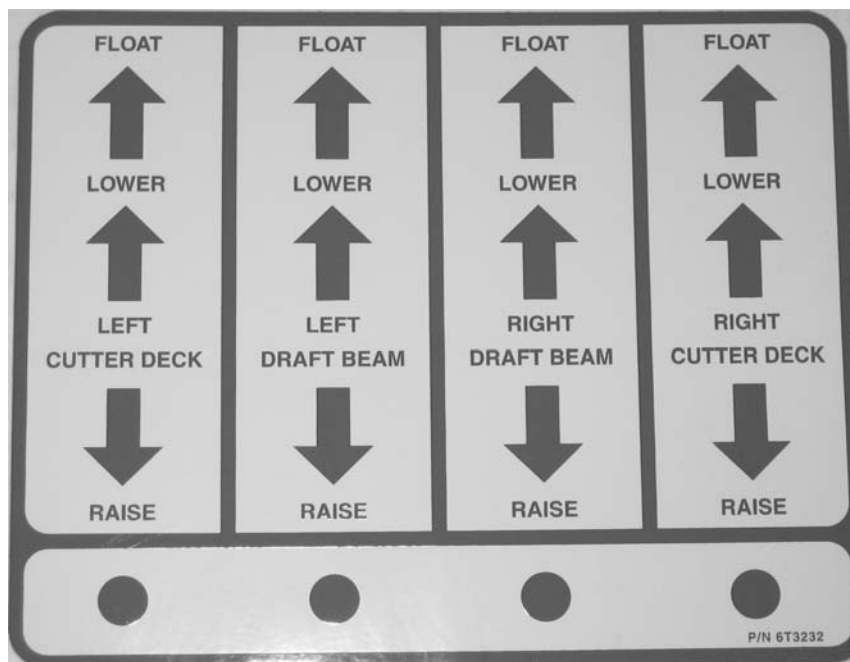 FLOAT FLOAT FLOAT FLOAT
LOWER LOWER LOWER LOWER
LEFT LEFT RIGHT RIGHT
CUTTER DECK DRAFT BEAM DRAFT BEAM CUTTER DECK
RAISE RAISE RAISE RAISE
P/N 6T3232